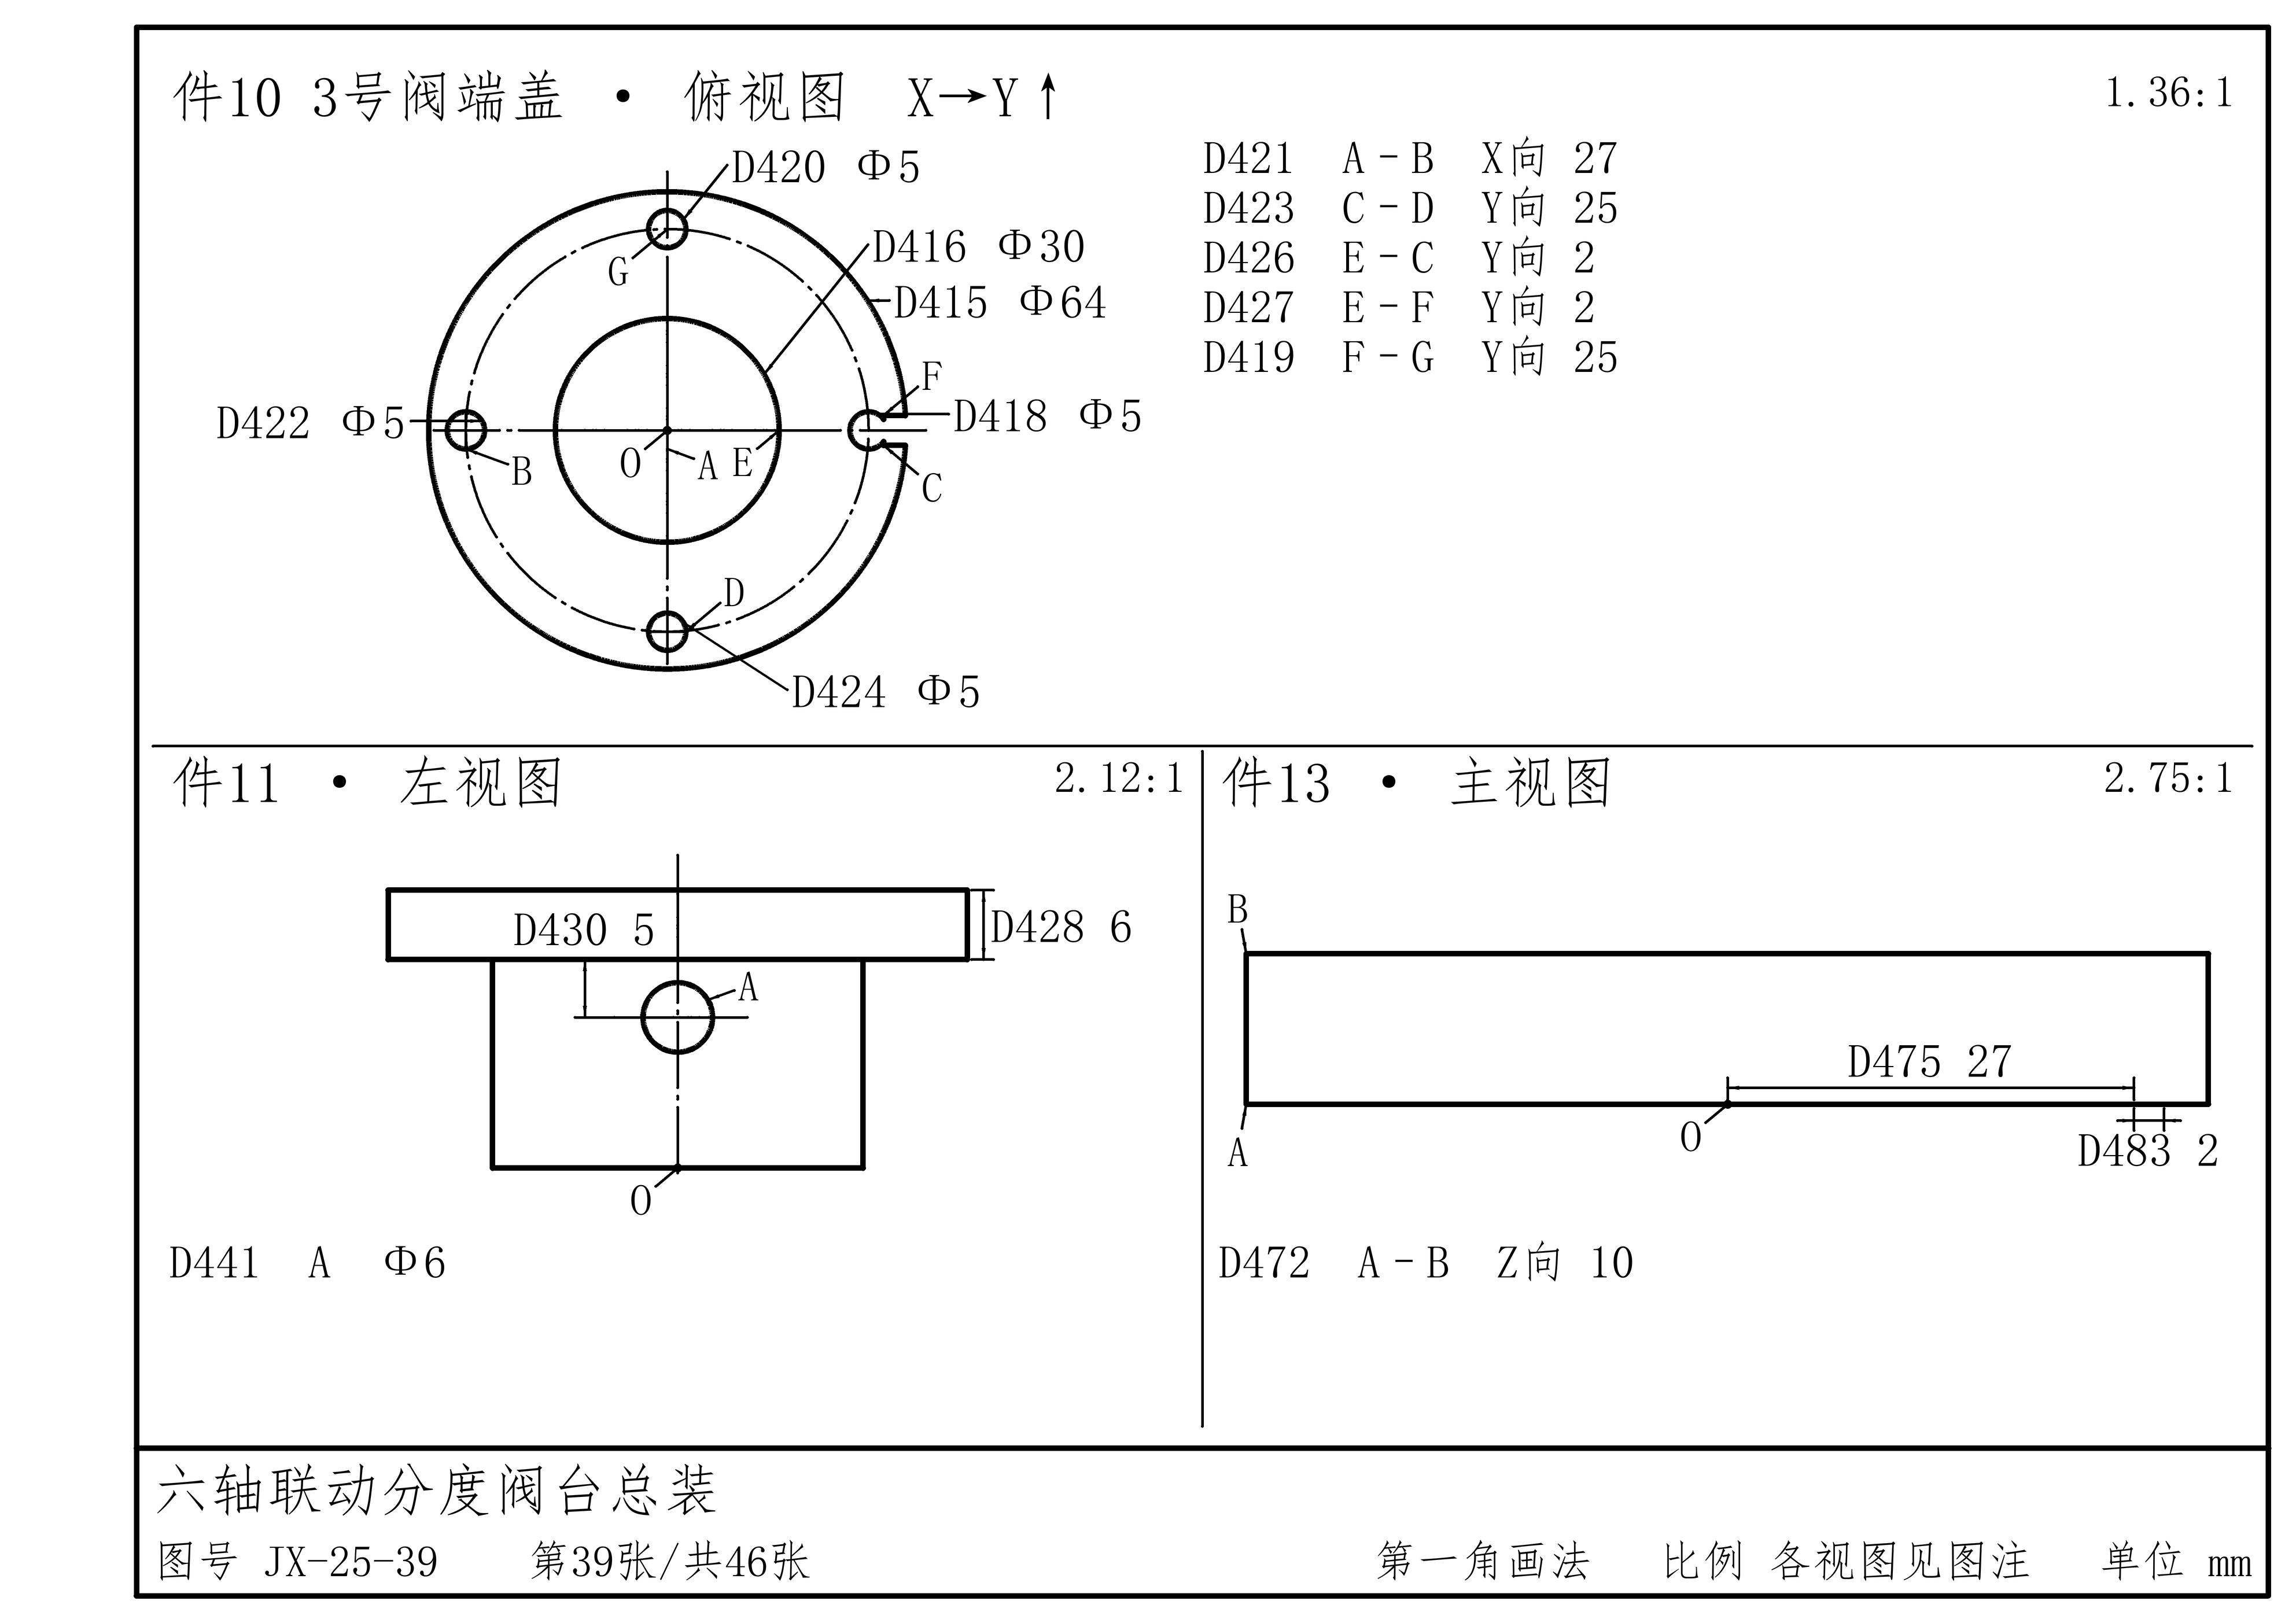 件10 3号阀端盖 · 俯视图 X→Y↑
1.36:1
D421 A-B X向 27
D423 C-D Y向 25
D426 E-C Y向 2
D427 E-F Y向 2
D419 F-G Y向 25
D420 Φ5
G
D416 Φ30
D415 Φ64
F
D422 Φ5
D418 Φ5
B
O
A
E
C
D
D424 Φ5
件11 · 左视图
2.12:1
D430 5
D428 6
A
O
D441 A Φ6
件13 · 主视图
2.75:1
B
D475 27
O
A
D483 2
D472 A-B Z向 10
六轴联动分度阀台总装
图号 JX-25-39 第39张/共46张 第一角画法 比例 各视图见图注 单位 mm